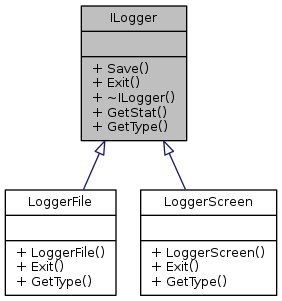 ILogger
+ Save()
+ Exit()
+ ~ILogger()
+ GetStat()
+ GetType()
LoggerFile
+ LoggerFile()
+ Exit()
+ GetType()
LoggerScreen
+ LoggerScreen()
+ Exit()
+ GetType()